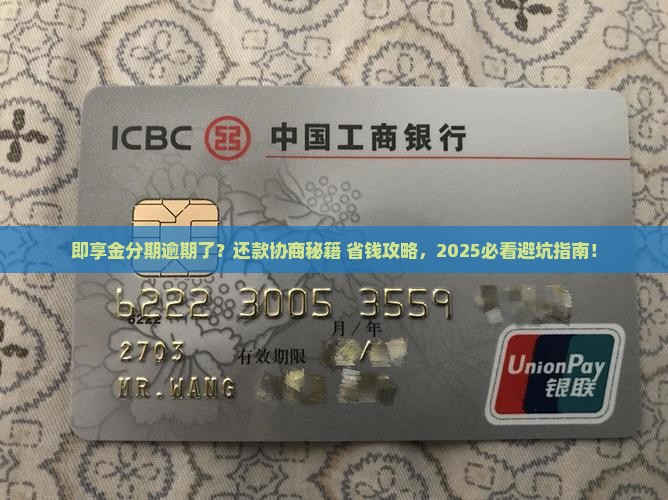 ICBC 中国工商银行
即享金分期逾期了？还款协商秘籍 省钱攻略，2025必看避坑指南！
6222 3005 3559
6222
月/年
2703 有效期限 /
MR.WANG
UnionPay
银联